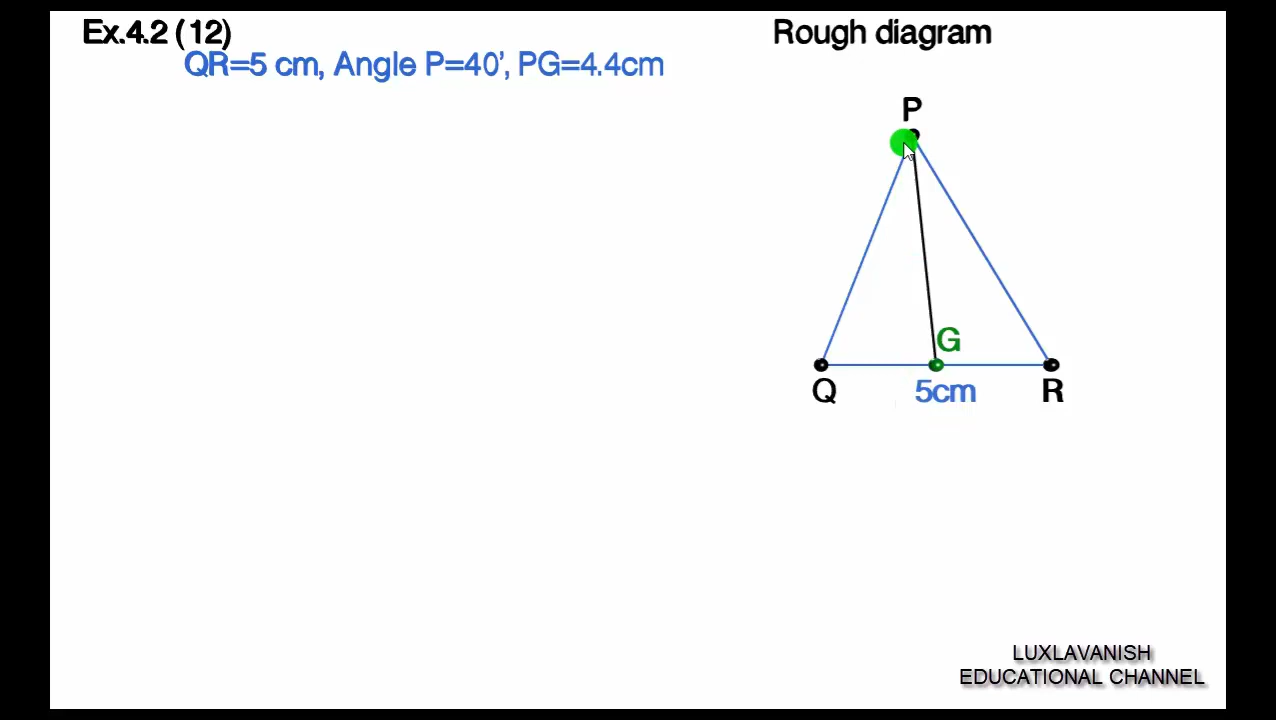 Ex.4.2 (12)
QR=5 cm, Angle P=40', PG=4.4cm
Rough diagram
P
G
Q
5cm
R
LUXLAVANISH
EDUCATIONAL CHANNEL